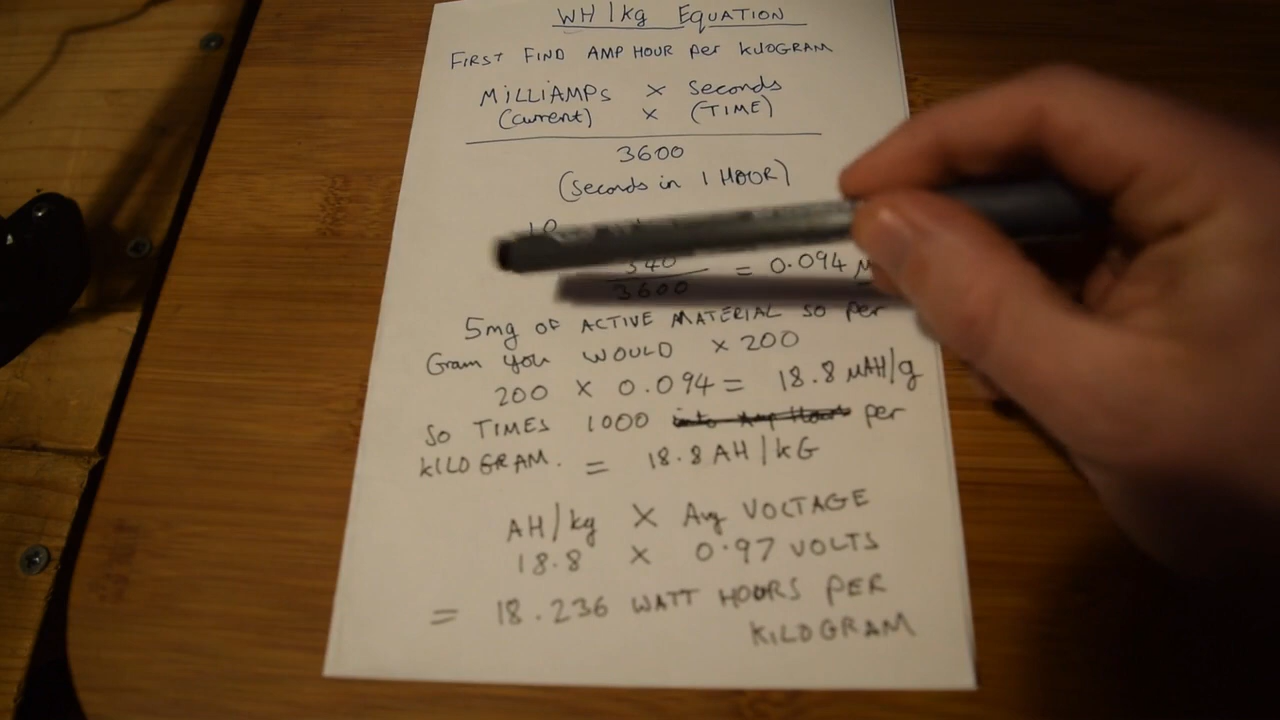 WH/kg EQUATION
FIRST FIND AMP HOUR per KILOGRAM
MILLIAMPS x Seconds
(Current) x (TIME)
3600
(Seconds in 1 HOUR)
340
3600
= 0.094
5mg OF ACTIVE MATERIAL SO per
Gram you WOULD x 200
200 x 0.094 = 18.8 MAH/g
SO TIMES 1000 into Amp Hours per
KILOGRAM. = 18.8 AH/KG
AH/kg x Avg VOLTAGE
18.8 x 0.97 VOLTS
= 18.236 WATT HOURS PER
KILOGRAM